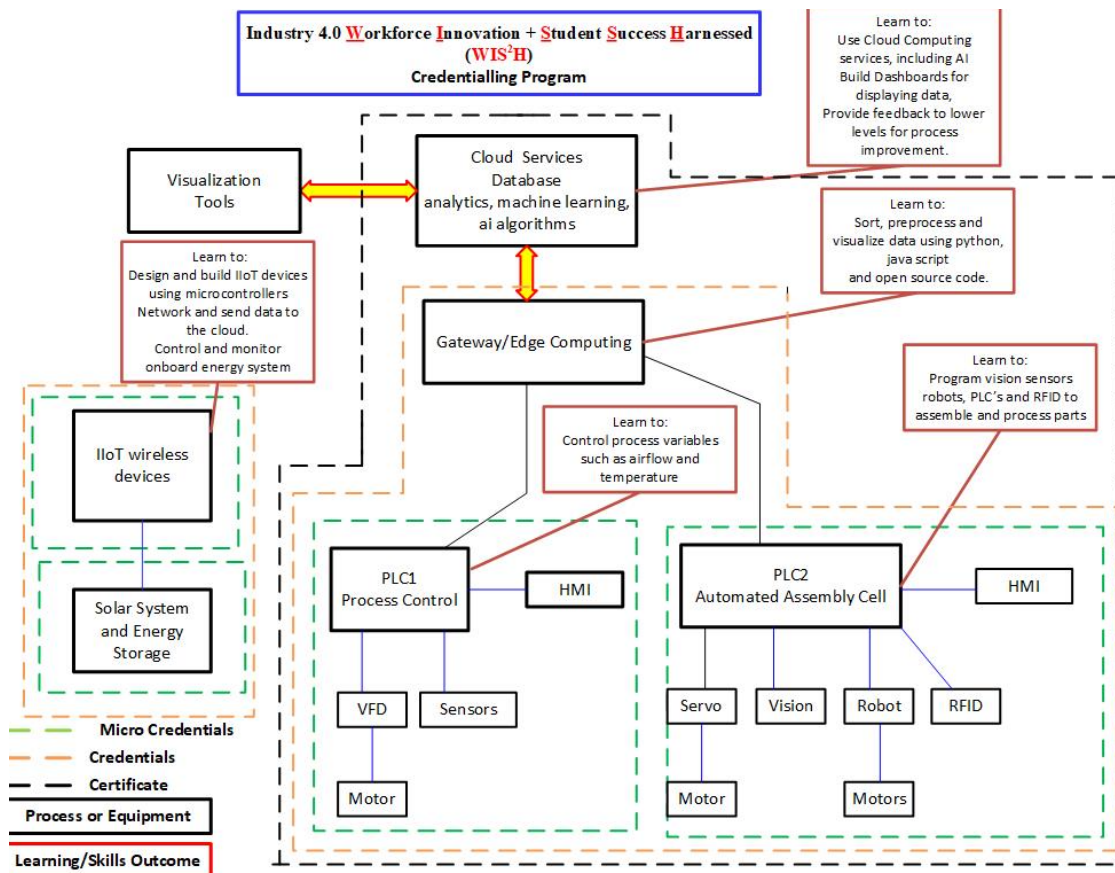 Industry 4.0 Workforce Innovation + Student Success Harnessed
(WIS²H)
Credentialling Program
Learn to:
Use Cloud Computing
services, including AI
Build Dashboards for
displaying data,
Provide feedback to lower
levels for process
improvement.
Visualization
Tools
Cloud Services
Database
analytics, machine learning,
ai algorithms
Learn to:
Sort, preprocess and
visualize data using python,
java script
and open source code.
Learn to:
Design and build IIoT devices
using microcontrollers
Network and send data to
the cloud.
Control and monitor
onboard energy system
Gateway/Edge Computing
Learn to:
Program vision sensors
robots, PLC´s and RFID to
assemble and process parts
Learn to:
Control process variables
such as airflow and
temperature
IIoT wireless
devices
PLC1
Process Control
HMI
PLC2
Automated Assembly Cell
HMI
Solar System
and Energy
Storage
VFD
Sensors
Servo
Vision
Robot
RFID
Motor
Motor
Motors
Micro Credentials
Credentials
Certificate
Process or Equipment
Learning/Skills Outcome